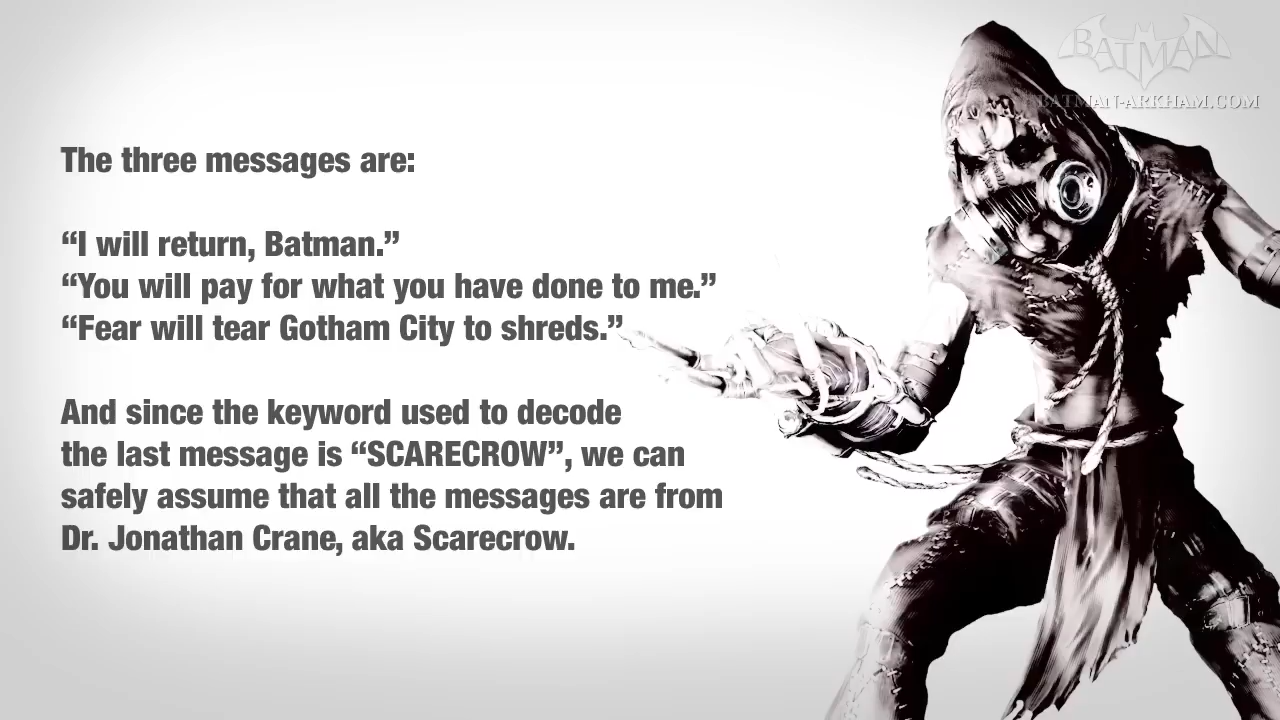 BATMAN
BATMAN-ARKHAM.COM
The three messages are:
“I will return, Batman.”
“You will pay for what you have done to me.”
“Fear will tear Gotham City to shreds.”
And since the keyword used to decode
the last message is “SCARECROW”, we can
safely assume that all the messages are from
Dr. Jonathan Crane, aka Scarecrow.